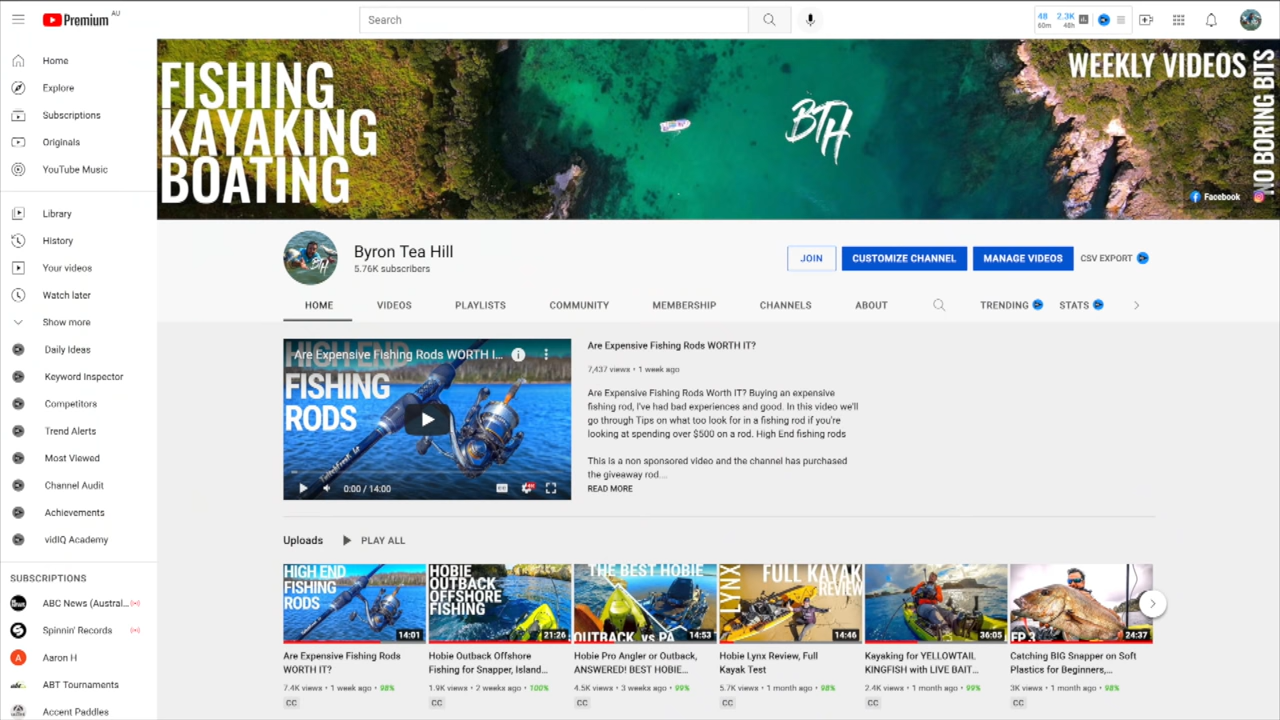 Premium AU
Search
48
60m
2.3K
48h
Home
Explore
Subscriptions
Originals
YouTube Music
Library
History
Your videos
Watch later
Show more
Daily Ideas
Keyword Inspector
Competitors
Trend Alerts
Most Viewed
Channel Audit
Achievements
vidIQ Academy
SUBSCRIPTIONS
ABC News (Austral...
Spinnin' Records
Aaron H
ABT Tournaments
Accent Paddles
FISHING
KAYAKING
BOATING
BTH
WEEKLY VIDEOS
NO BORING BITS
Facebook
BTH
Byron Tea Hill
5.76K subscribers
JOIN
CUSTOMIZE CHANNEL
MANAGE VIDEOS
CSV EXPORT
HOME
VIDEOS
PLAYLISTS
COMMUNITY
MEMBERSHIP
CHANNELS
ABOUT
TRENDING
STATS
HIGH END
Are Expensive Fishing Rods WORTH I...
FISHING
RODS
0:00 / 14:00
Are Expensive Fishing Rods WORTH IT?
7,437 views • 1 week ago
Are Expensive Fishing Rods Worth IT? Buying an expensive
fishing rod, I've had bad experiences and good. In this video we'll
go through Tips on what too look for in a fishing rod if you're
looking at spending over $500 on a rod. High End fishing rods
This is a non sponsored video and the channel has purchased
the giveaway rod...
READ MORE
Uploads
PLAY ALL
HIGH END
FISHING
RODS
14:01
Are Expensive Fishing Rods
WORTH IT?
7.4K views • 1 week ago • 98%
CC
HOBIE
OUTBACK
OFFSHORE
FISHING
21:26
Hobie Outback Offshore
Fishing for Snapper, Island...
1.9K views • 2 weeks ago • 100%
CC
THE BEST HOBIE
OUTBACK vs PA
14:53
Hobie Pro Angler or Outback,
ANSWERED! BEST HOBIE...
4.5K views • 3 weeks ago • 99%
CC
LYNX
FULL KAYAK
REVIEW
14:46
Hobie Lynx Review, Full
Kayak Test
5.7K views • 1 month ago • 98%
CC
36:05
Kayaking for YELLOWTAIL
KINGFISH with LIVE BAIT...
2.4K views • 1 month ago • 99%
CC
EP 3
24:37
Catching BIG Snapper on Soft
Plastics for Beginners,...
3K views • 1 month ago • 98%
CC